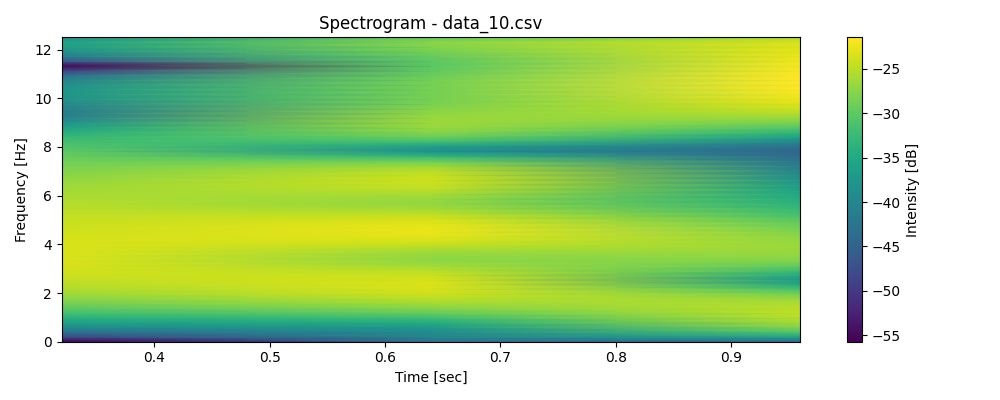 Spectrogram - data_10.csv
Frequency [Hz]
12
10
8
6
4
2
0
0.4 0.5 0.6 0.7 0.8 0.9
Time [sec]
−25
−30
−35
−40
−45
−50
−55
Intensity [dB]